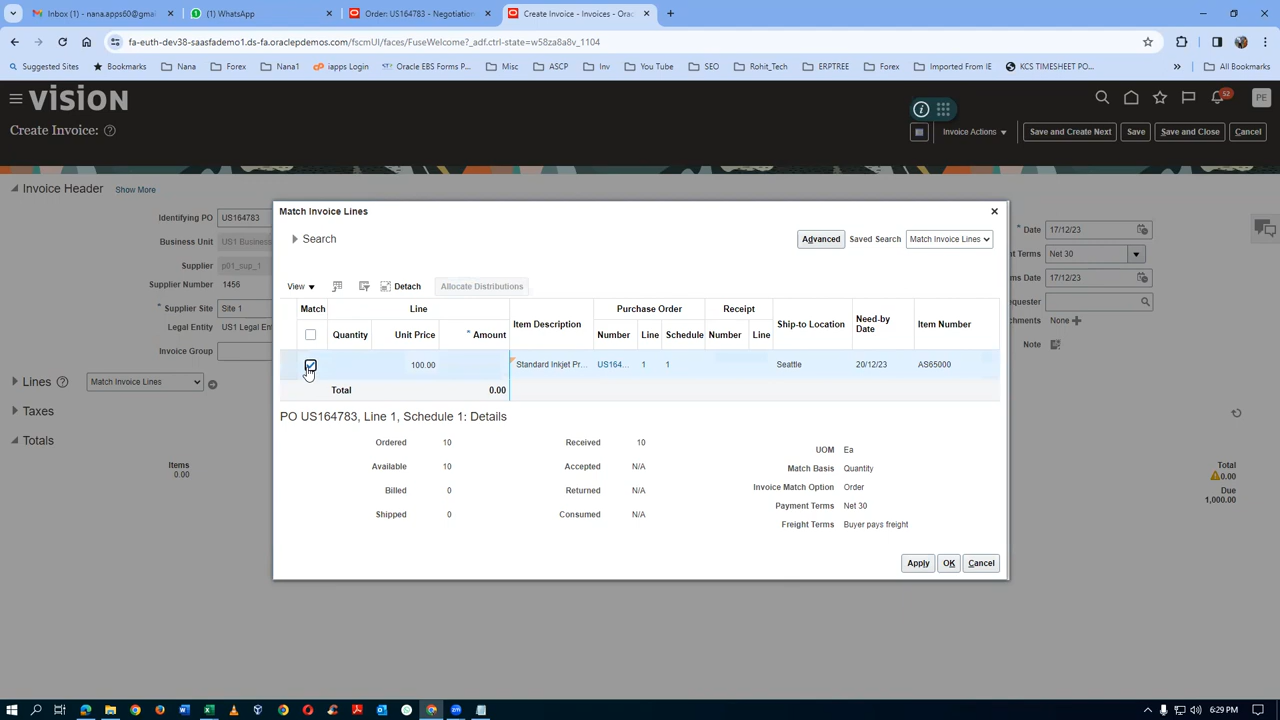 Inbox (1) - nana.apps60@gmail
(1) WhatsApp
Order: US164783 - Negotiation
Create Invoice - Invoices - Orac
fa-euth-dev38-saasfademo1.ds-fa.oraclepdemos.com/fscmUI/faces/FuseWelcome?_adf.ctrl-state=w58za8a8v_1104
Suggested Sites Bookmarks Nana Forex Nana1 iapps Login Oracle EBS Forms P... Misc ASCP Inv You Tube SEO Rohit_Tech ERPTREE Forex Imported From IE KCS TIMESHEET PO... » All Bookmarks
VISION 52 PE
Create Invoice: Invoice Actions Save and Create Next Save Save and Close Cancel
Invoice Header Show More
Identifying PO US164783
Business Unit US1 Business
Supplier p01_sup_1
Supplier Number 1456
* Supplier Site Site 1
Legal Entity US1 Legal Ent
Invoice Group
* Date 17/12/23
Terms Net 30
Date 17/12/23
Note
None
Lines Match Invoice Lines
Taxes
Totals
Items
0.00
Total
0.00
Due
1,000.00
Match Invoice Lines
Search Advanced Saved Search Match Invoice Lines
View Detach Allocate Distributions
Match Line Item Description Purchase Order Receipt Ship-to Location Need-by Date Item Number
Quantity Unit Price * Amount Number Line Schedule Number Line
100.00 Standard Inkjet Pr... US164... 1 1 Seattle 20/12/23 AS65000
Total 0.00
PO US164783, Line 1, Schedule 1: Details
Ordered 10 Received 10 UOM Ea
Available 10 Accepted N/A Match Basis Quantity
Billed 0 Returned N/A Invoice Match Option Order
Shipped 0 Consumed N/A Payment Terms Net 30
Freight Terms Buyer pays freight
Apply OK Cancel
6:29 PM